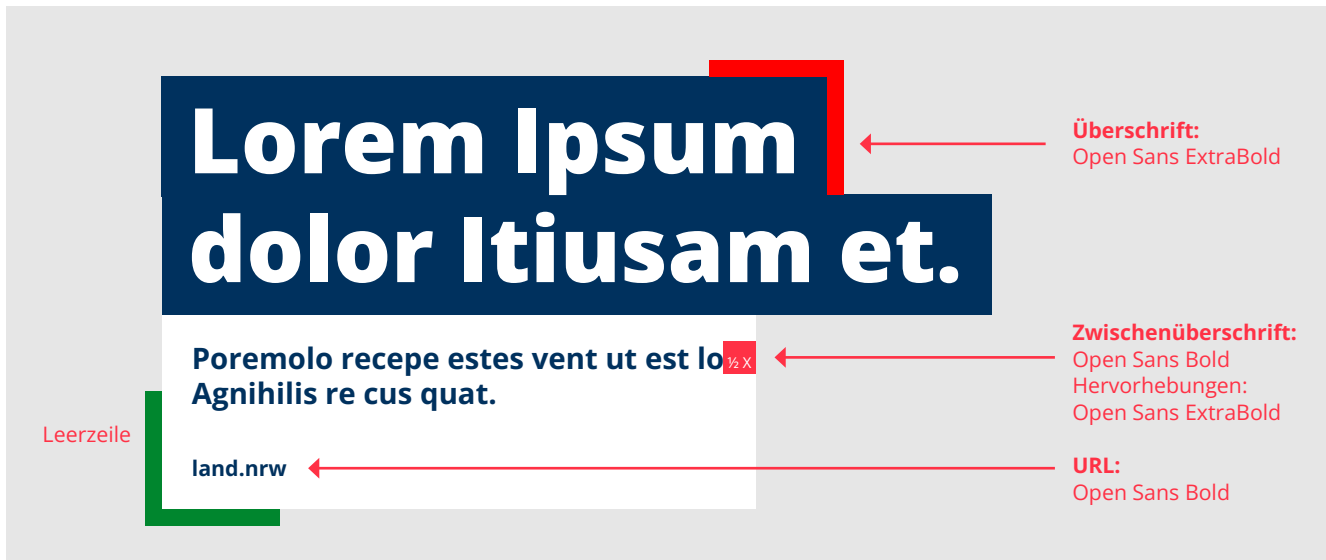 Lorem Ipsum
dolor Itiusam et.
Überschrift:
Open Sans ExtraBold
Poremolo recepe estes vent ut est lo
½ X
Agnihilis re cus quat.
Zwischenüberschrift:
Open Sans Bold
Hervorhebungen:
Open Sans ExtraBold
Leerzeile
land.nrw
URL:
Open Sans Bold